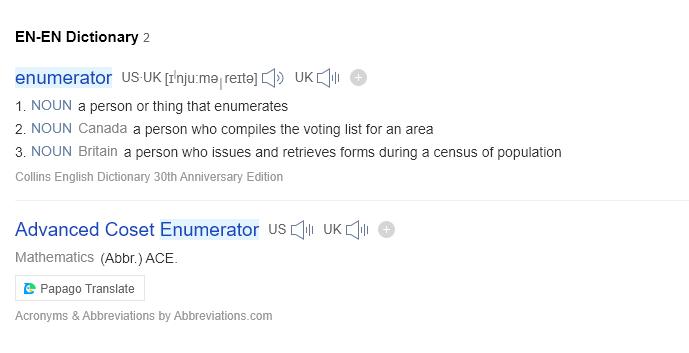 EN-EN Dictionary 2
enumerator US·UK [ɪˈnjuːməˌreɪtə] UK
1. NOUN a person or thing that enumerates
2. NOUN Canada a person who compiles the voting list for an area
3. NOUN Britain a person who issues and retrieves forms during a census of population
Collins English Dictionary 30th Anniversary Edition
Advanced Coset Enumerator US UK
Mathematics (Abbr.) ACE.
Papago Translate
Acronyms & Abbreviations by Abbreviations.com